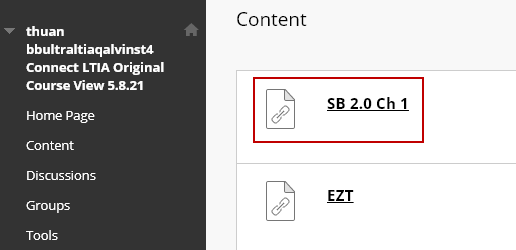 thuan
bbultraltiaqalvinst4
Connect LTIA Original
Course View 5.8.21
Home Page
Content
Discussions
Groups
Tools
Content
SB 2.0 Ch 1
EZT